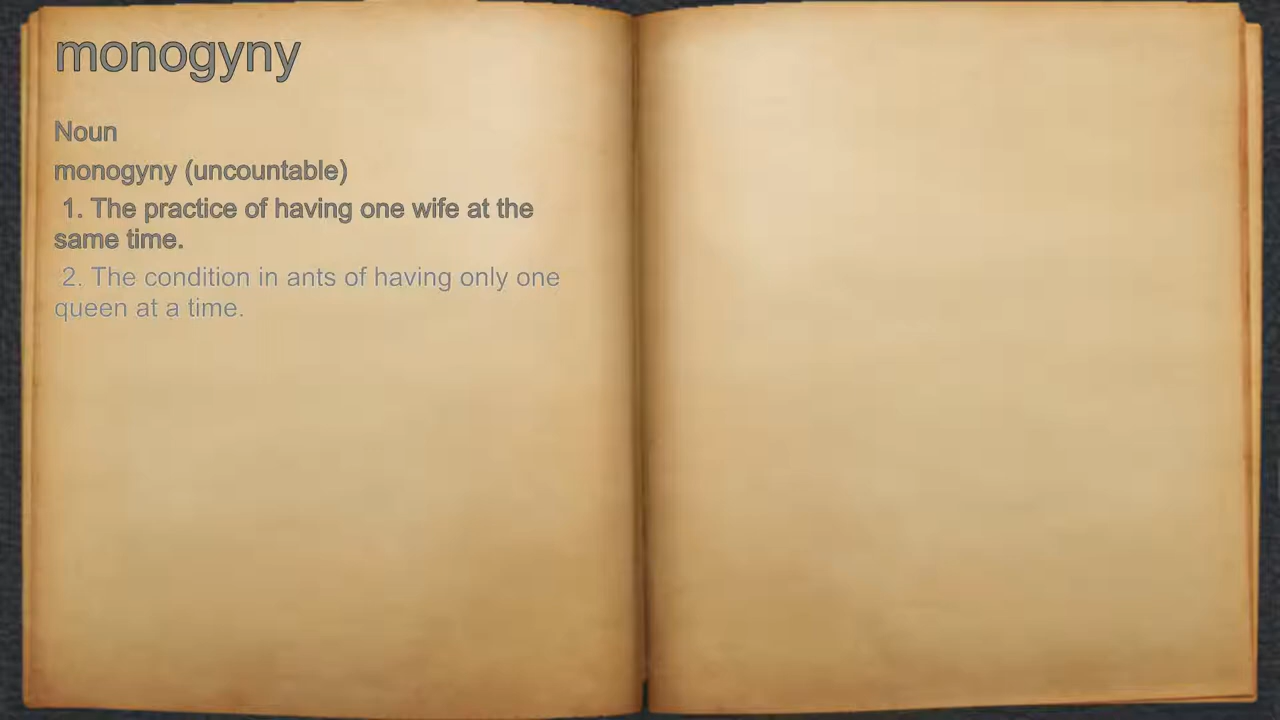 monogyny
Noun
monogyny (uncountable)
1. The practice of having one wife at the
same time.
2. The condition in ants of having only one
queen at a time.